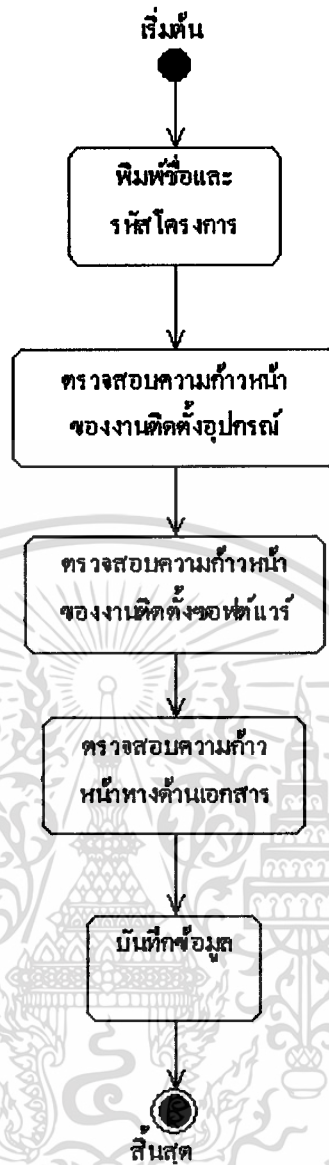 เริ่มต้น
พิมพ์ชื่อและ
รหัสโครงการ
ตรวจสอบความก้าวหน้า
ของงานติดตั้งอุปกรณ์
ตรวจสอบความก้าวหน้า
ของงานติดตั้งซอฟต์แวร์
ตรวจสอบความก้าว
หน้าทางด้านเอกสาร
บันทึกข้อมูล
สิ้นสุด